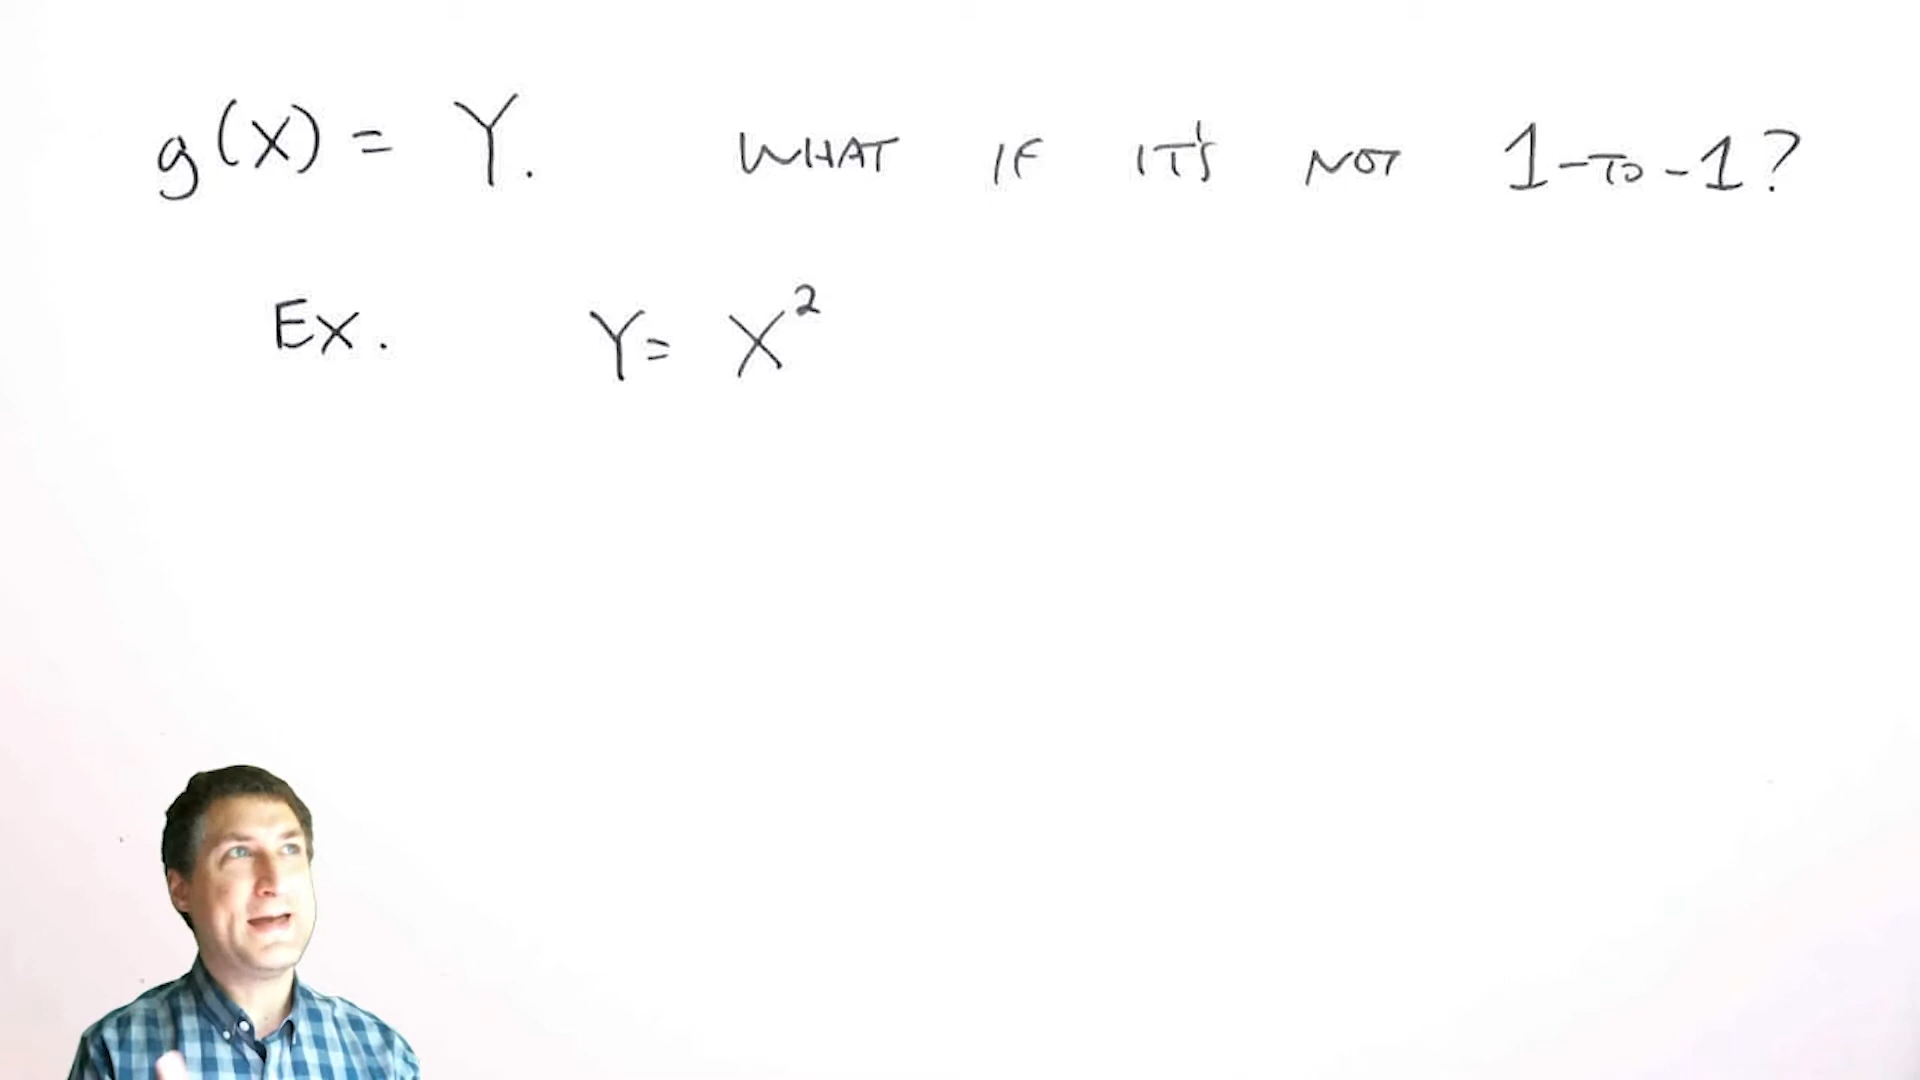 g(X) = Y. WHAT IF IT'S NOT 1-TO-1?
EX. Y= X²